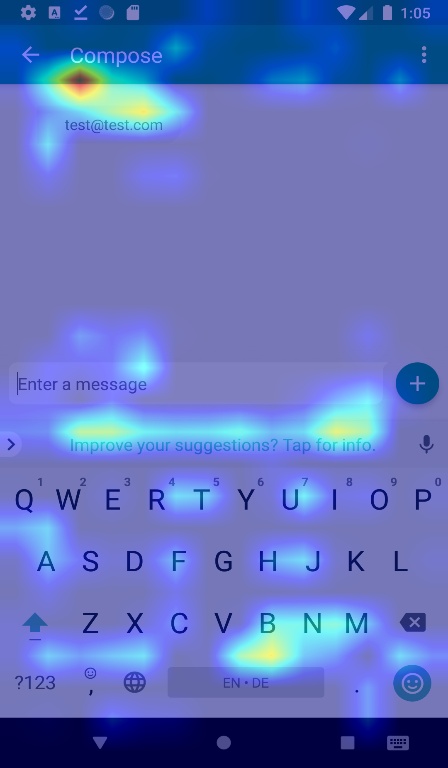 1:05
Compose
test@test.com
Enter a message
Improve your suggestions? Tap for info.
1 2 3 4 5 6 7 8 9 0
Q W E R T Y U I O P
A S D F G H J K L
Z X C V B N M
?123 , EN • DE .